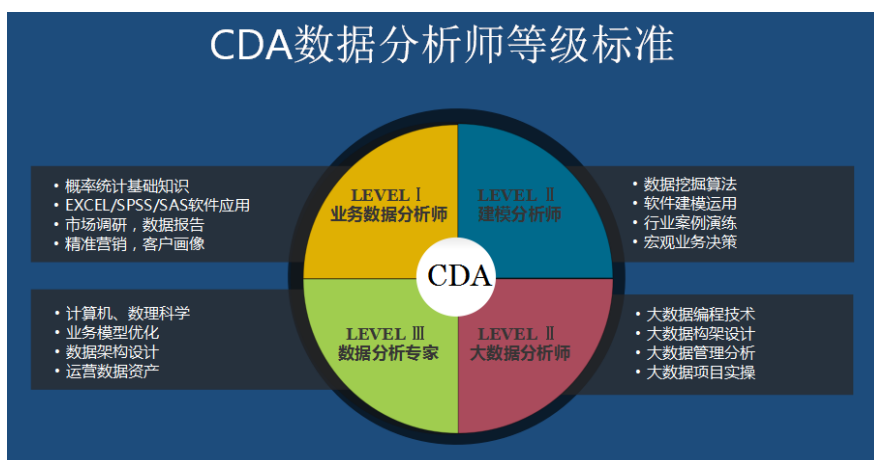 CDA数据分析师等级标准
• 概率统计基础知识
• EXCEL/SPSS/SAS软件应用
• 市场调研，数据报告
• 精准营销，客户画像
LEVEL Ⅰ
业务数据分析师
LEVEL Ⅱ
建模分析师
• 数据挖掘算法
• 软件建模运用
• 行业案例演练
• 宏观业务决策
CDA
• 计算机、数理科学
• 业务模型优化
• 数据架构设计
• 运营数据资产
LEVEL Ⅲ
数据分析专家
LEVEL Ⅱ
大数据分析师
• 大数据编程技术
• 大数据构架设计
• 大数据管理分析
• 大数据项目实操